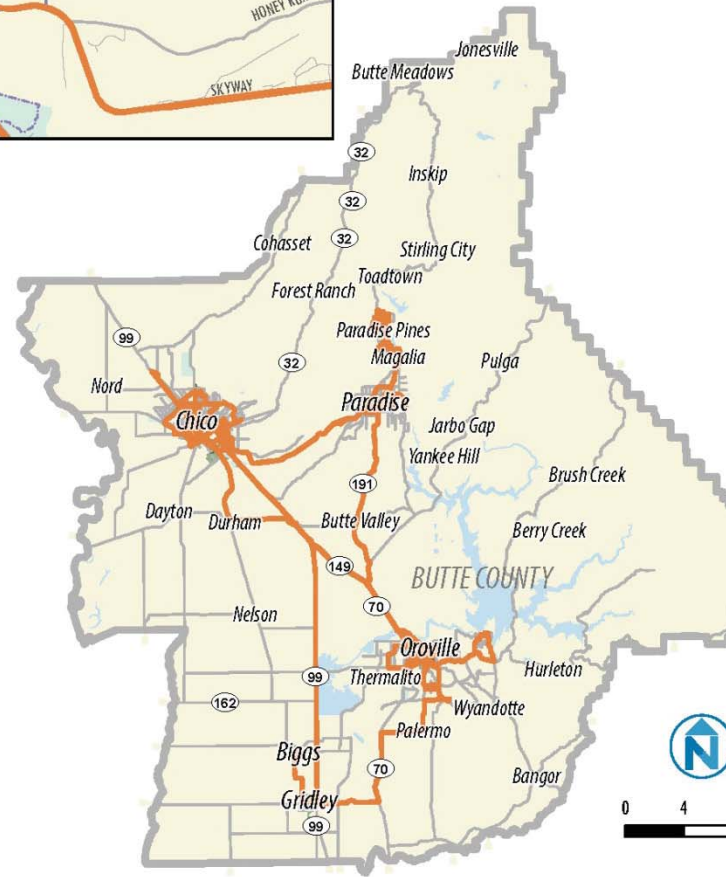 HONEY RU
SKYWAY
Jonesville
Butte Meadows
32
Inskip
32
32
Cohasset
Stirling City
Toadtown
Forest Ranch
99
Paradise Pines
32
Magalia
Pulga
Nord
Paradise
Chico
Jarbo Gap
Yankee Hill
Brush Creek
191
Dayton
Durham
Butte Valley
Berry Creek
149
BUTTE COUNTY
70
Nelson
Oroville
Thermalito
Hurleton
99
162
Wyandotte
Palermo
Biggs
70
Bangor
Gridley
99
N
0 4